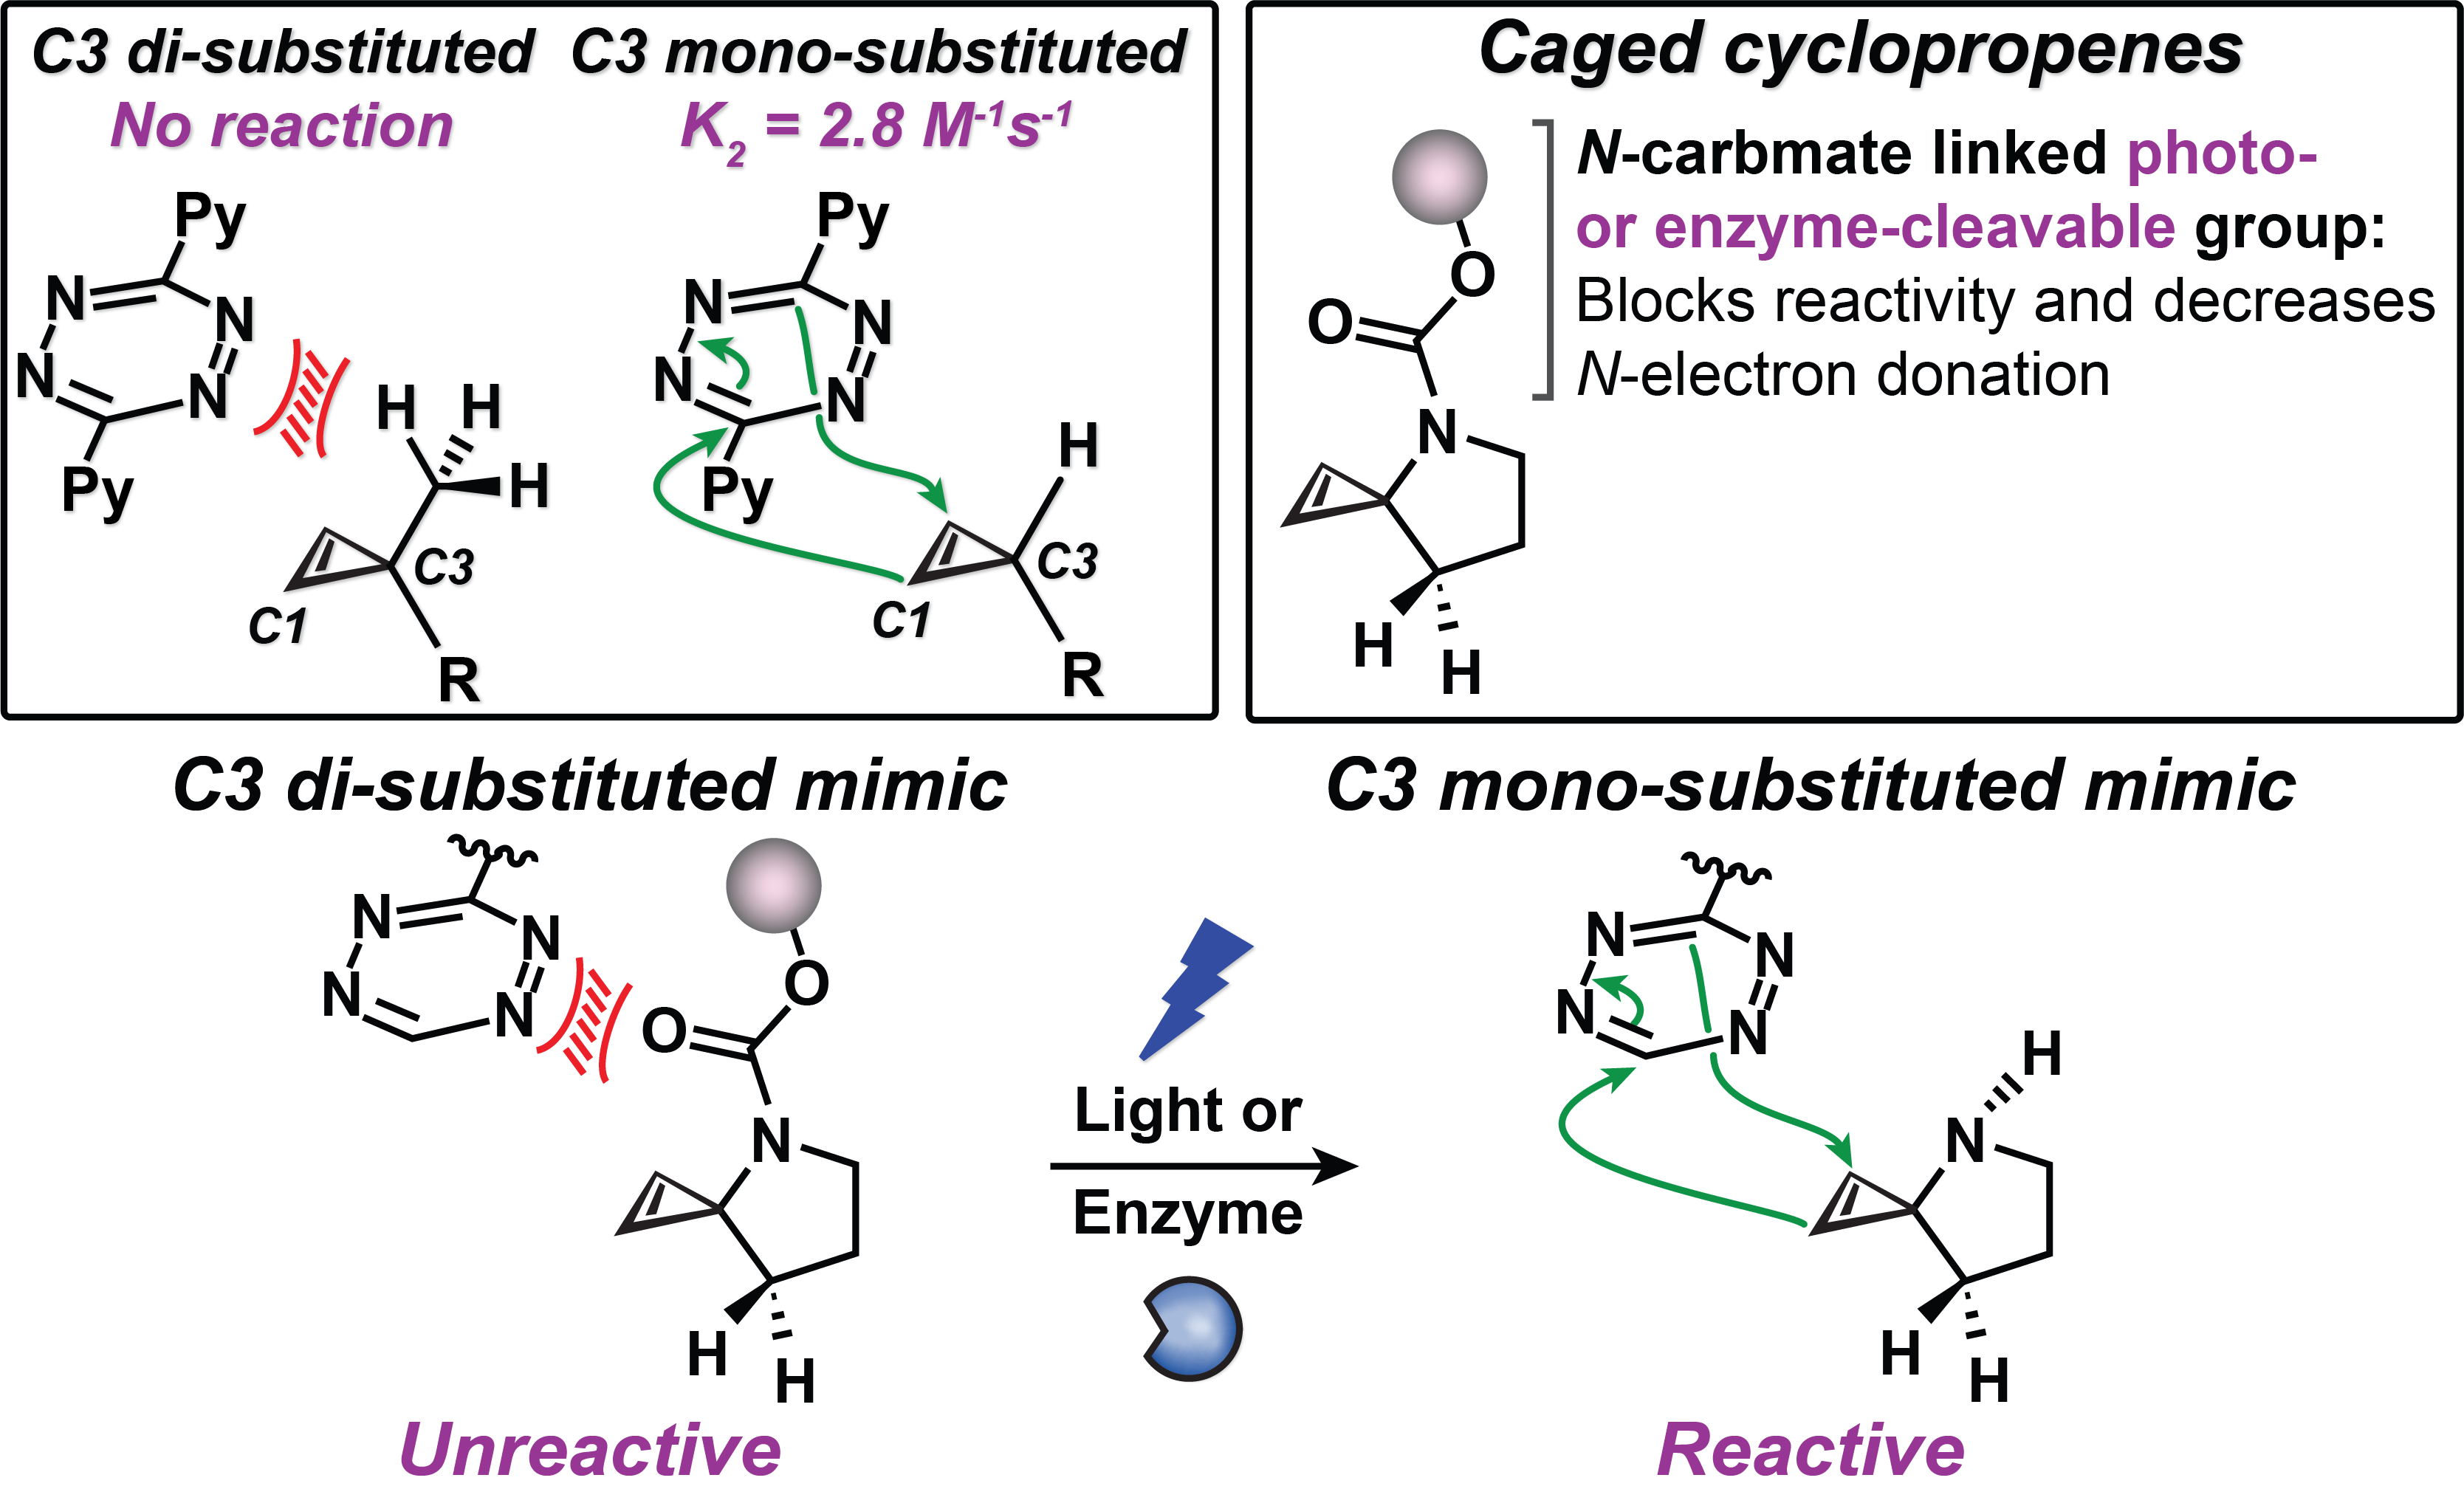 C3 di-substituted
No reaction
Py
N
N
N
N
Py
H
H
H
C3
C1
R
C3 mono-substituted
K2 = 2.8 M-1s-1
Py
N
N
N
N
Py
H
C3
C1
R
Caged cyclopropenes
N-carbmate linked photo-
or enzyme-cleavable group:
Blocks reactivity and decreases
N-electron donation
O
O
N
H
H
C3 di-substituted mimic
N
N
N
N
O
O
N
H
H
Unreactive
Light or
Enzyme
C3 mono-substituted mimic
N
N
N
N
H
N
H
H
Reactive